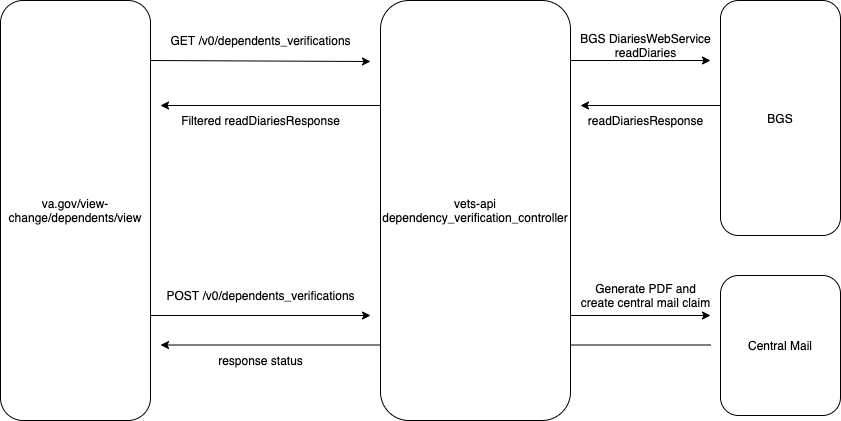 GET /v0/dependents_verifications
BGS DiariesWebService
readDiaries
Filtered readDiariesResponse
readDiariesResponse
BGS
va.gov/view-
change/dependents/view
vets-api
dependency_verification_controller
POST /v0/dependents_verifications
Generate PDF and
create central mail claim
response status
Central Mail